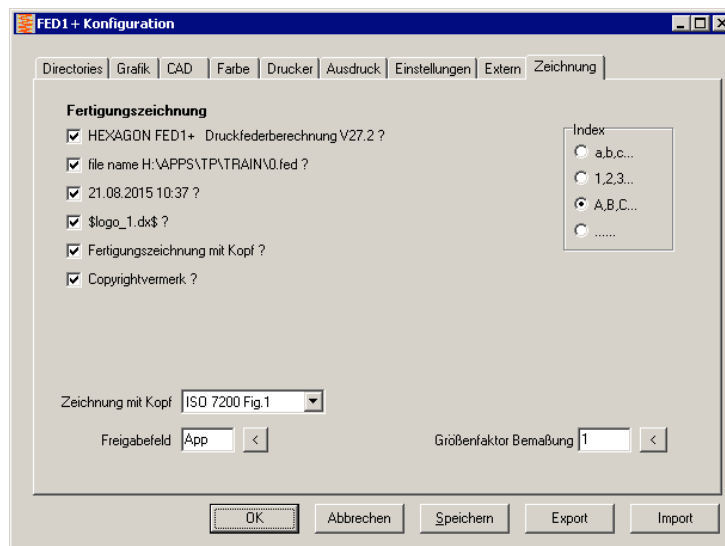 FED1+ Konfiguration
Directories Grafik CAD Farbe Drucker Ausdruck Einstellungen Extern Zeichnung
Fertigungszeichnung
HEXAGON FED1+ Druckfederberechnung V27.2 ?
file name H:\APPS\TP\TRAIN\0.fed ?
21.08.2015 10:37 ?
$logo_1.dx$ ?
Fertigungszeichnung mit Kopf ?
Copyrightvermerk ?
Index
a,b,c...
1,2,3...
A,B,C...
......
Zeichnung mit Kopf ISO 7200 Fig.1
Freigabefeld App < Größenfaktor Bemaßung 1 <
OK Abbrechen Speichern Export Import